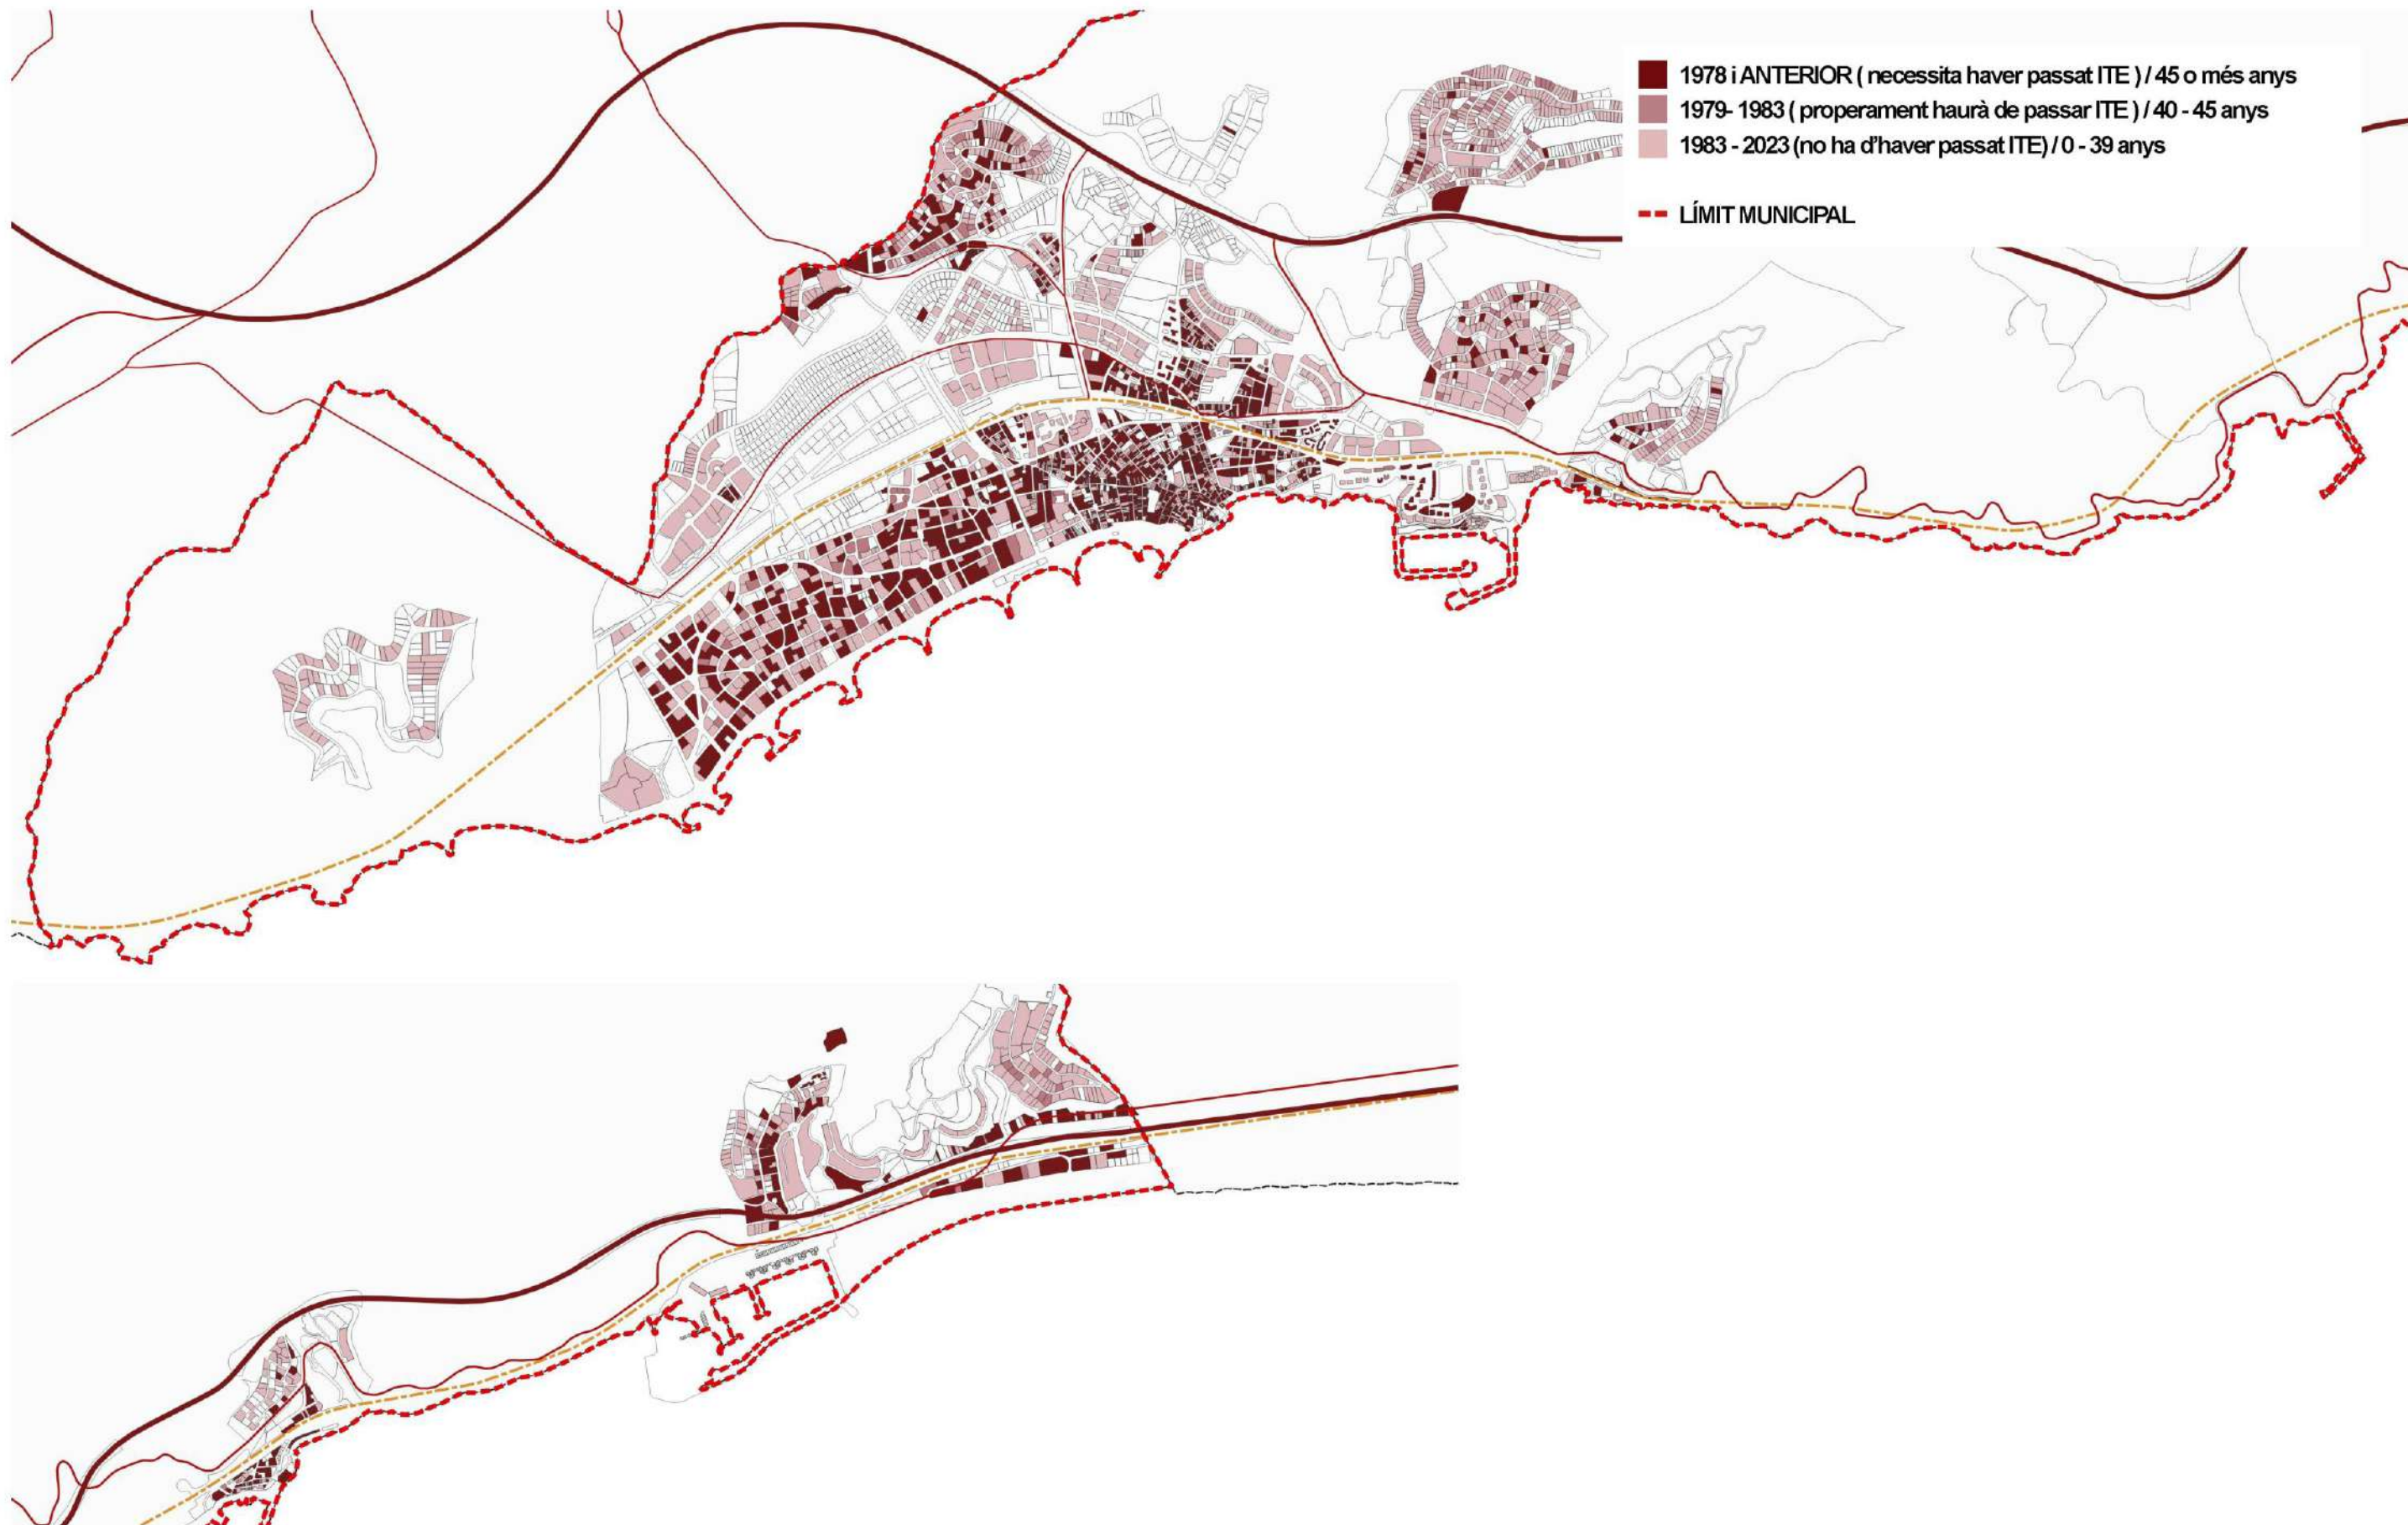 1978 i ANTERIOR ( necessita haver passat ITE ) / 45 o més anys
1979- 1983 ( properament haurà de passar ITE ) / 40 - 45 anys
1983 - 2023 (no ha d'haver passat ITE) / 0 - 39 anys
LÍMIT MUNICIPAL